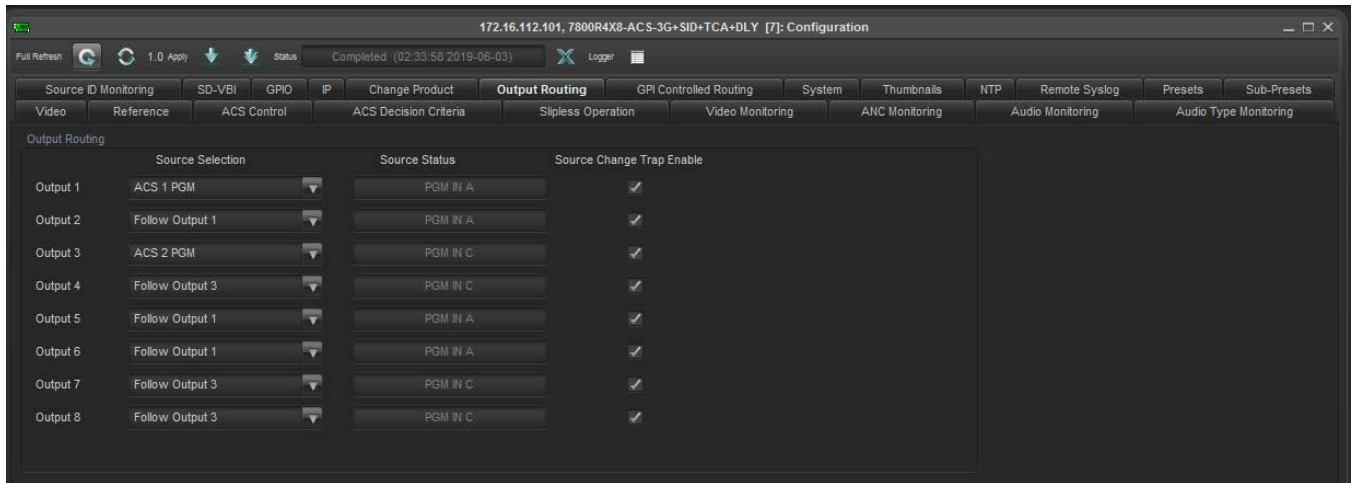 172.16.112.101, 7800R4X8-ACS-3G+SID+TCA+DLY [7]: Configuration
Full Refresh 1.0 Apply Status Completed (02:33:58 2019-06-03) Logger
Source ID Monitoring SD-VBI GPIO IP Change Product Output Routing GPI Controlled Routing System Thumbnails NTP Remote Syslog Presets Sub-Presets
Video Reference ACS Control ACS Decision Criteria Slipless Operation Video Monitoring ANC Monitoring Audio Monitoring Audio Type Monitoring
Output Routing
Source Selection Source Status Source Change Trap Enable
Output 1 ACS 1 PGM PGM IN A
Output 2 Follow Output 1 PGM IN A
Output 3 ACS 2 PGM PGM IN C
Output 4 Follow Output 3 PGM IN C
Output 5 Follow Output 1 PGM IN A
Output 6 Follow Output 1 PGM IN A
Output 7 Follow Output 3 PGM IN C
Output 8 Follow Output 3 PGM IN C